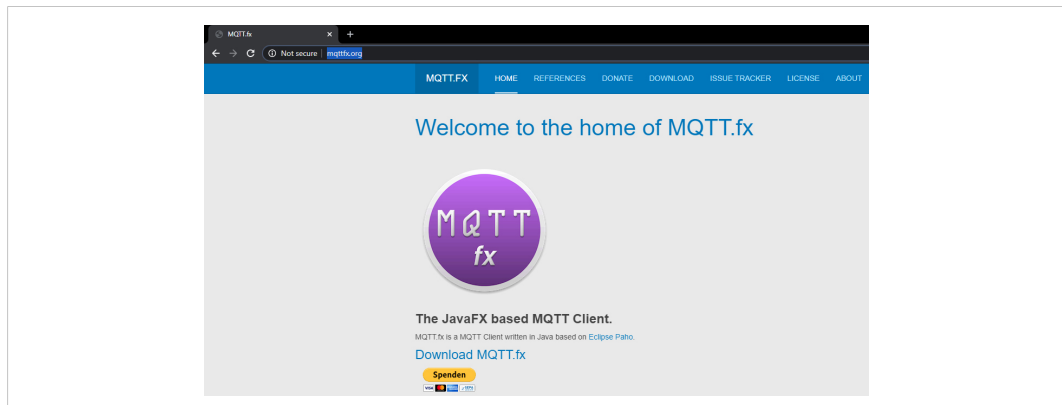 MQTT.fx
Not secure mqttfx.org
MQTT.FX HOME REFERENCES DONATE DOWNLOAD ISSUE TRACKER LICENSE ABOUT
Welcome to the home of MQTT.fx
MQTT
fx
The JavaFX based MQTT Client.
MQTT.fx is a MQTT Client written in Java based on Eclipse Paho.
Download MQTT.fx
Spenden
VISA